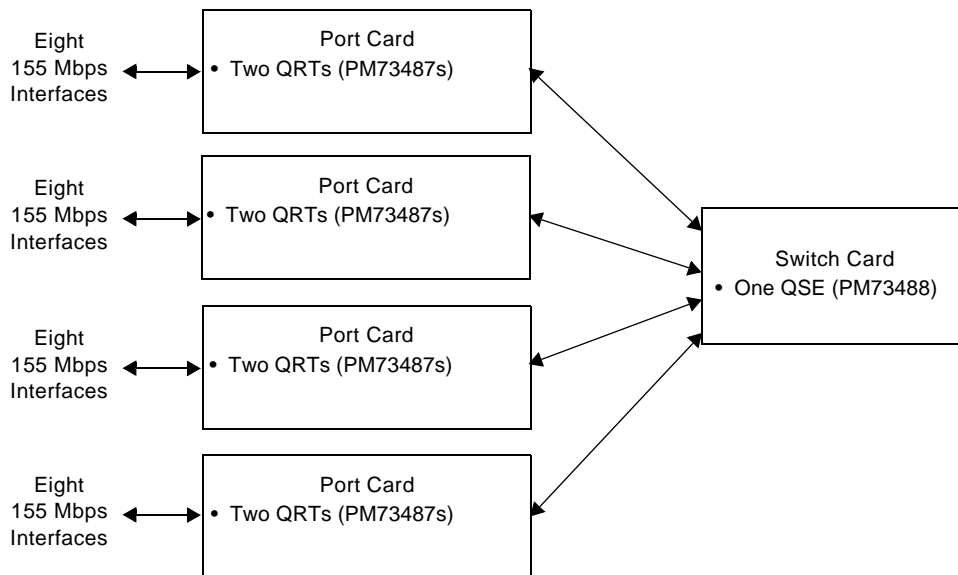 Eight
155 Mbps
Interfaces
Port Card
• Two QRTs (PM73487s)
Eight
155 Mbps
Interfaces
Port Card
• Two QRTs (PM73487s)
Switch Card
• One QSE (PM73488)
Eight
155 Mbps
Interfaces
Port Card
• Two QRTs (PM73487s)
Eight
155 Mbps
Interfaces
Port Card
• Two QRTs (PM73487s)